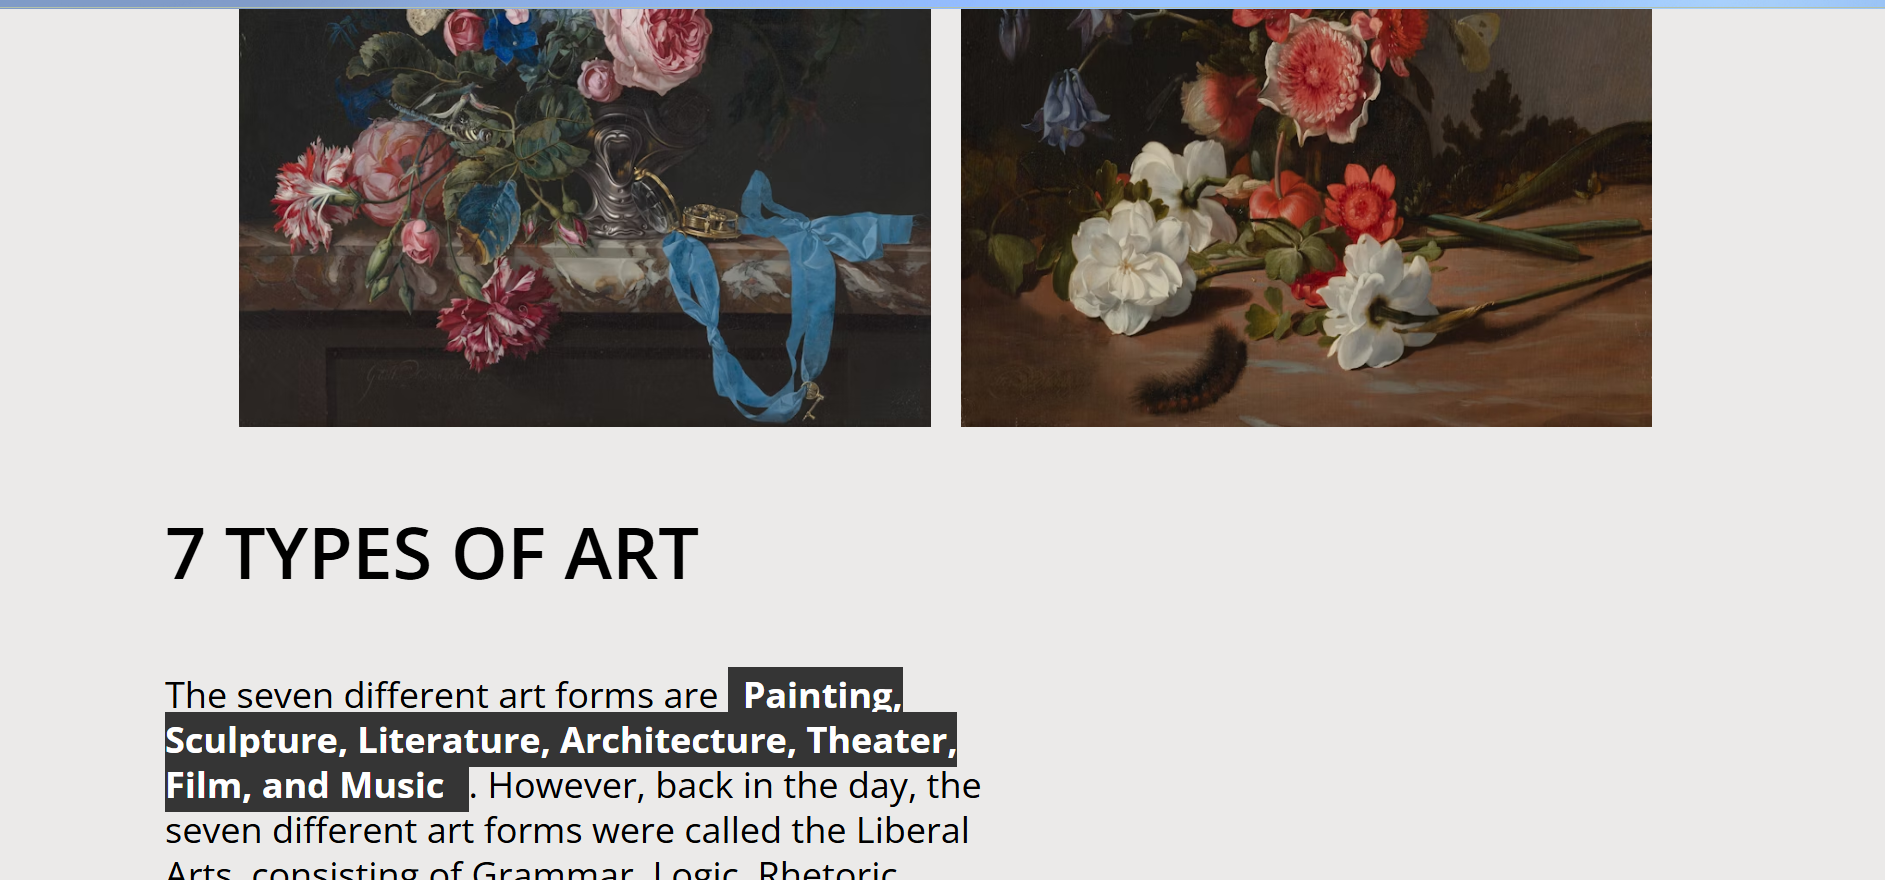 7 TYPES OF ART
The seven different art forms are Painting,
Sculpture, Literature, Architecture, Theater,
Film, and Music . However, back in the day, the
seven different art forms were called the Liberal
Arts, consisting of Grammar, Logic, Rhetoric,